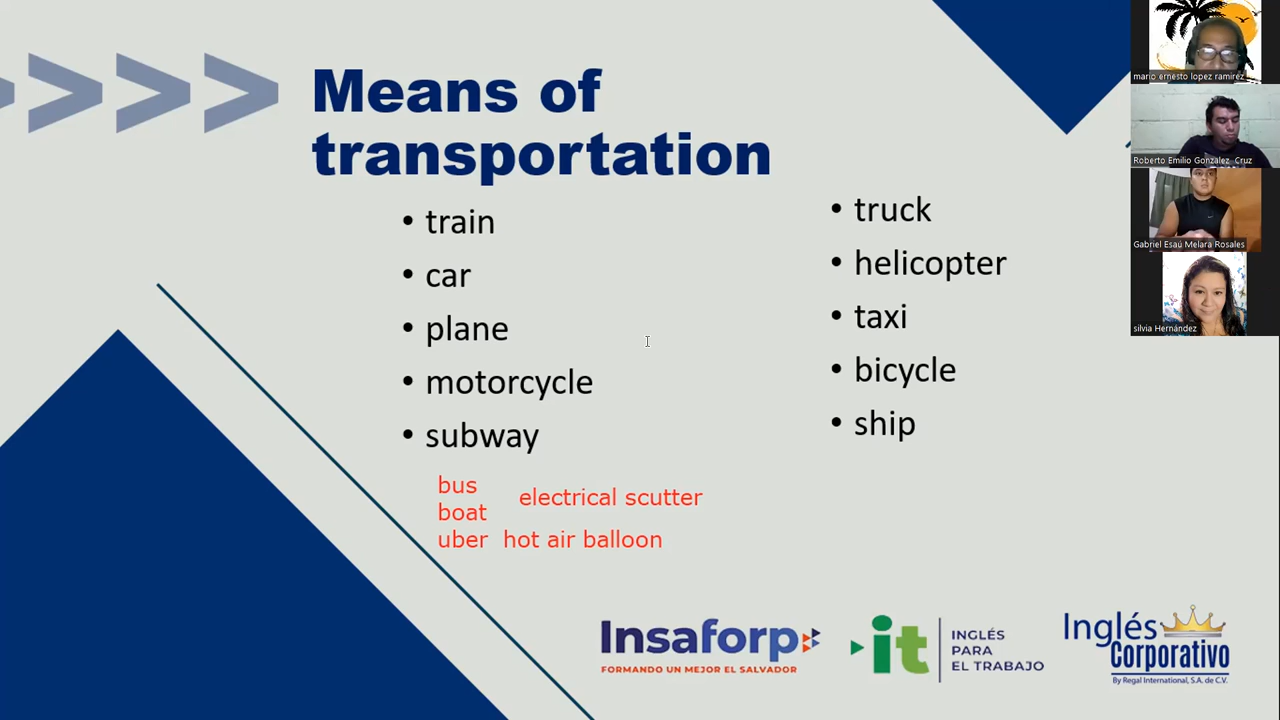 Means of
transportation
• train
• car
• plane
• motorcycle
• subway
bus
boat
electrical scutter
uber hot air balloon
• truck
• helicopter
• taxi
• bicycle
• ship
mario ernesto lopez ramirez
Roberto Emilio González Cruz
Gabriel Esaú Melara Rosales
silvia Hernández
Insaforp
FORMANDO UN MEJOR EL SALVADOR
it
INGLÉS
PARA
EL TRABAJO
Inglés
Corporativo
By Regal International, S.A. de C.V.